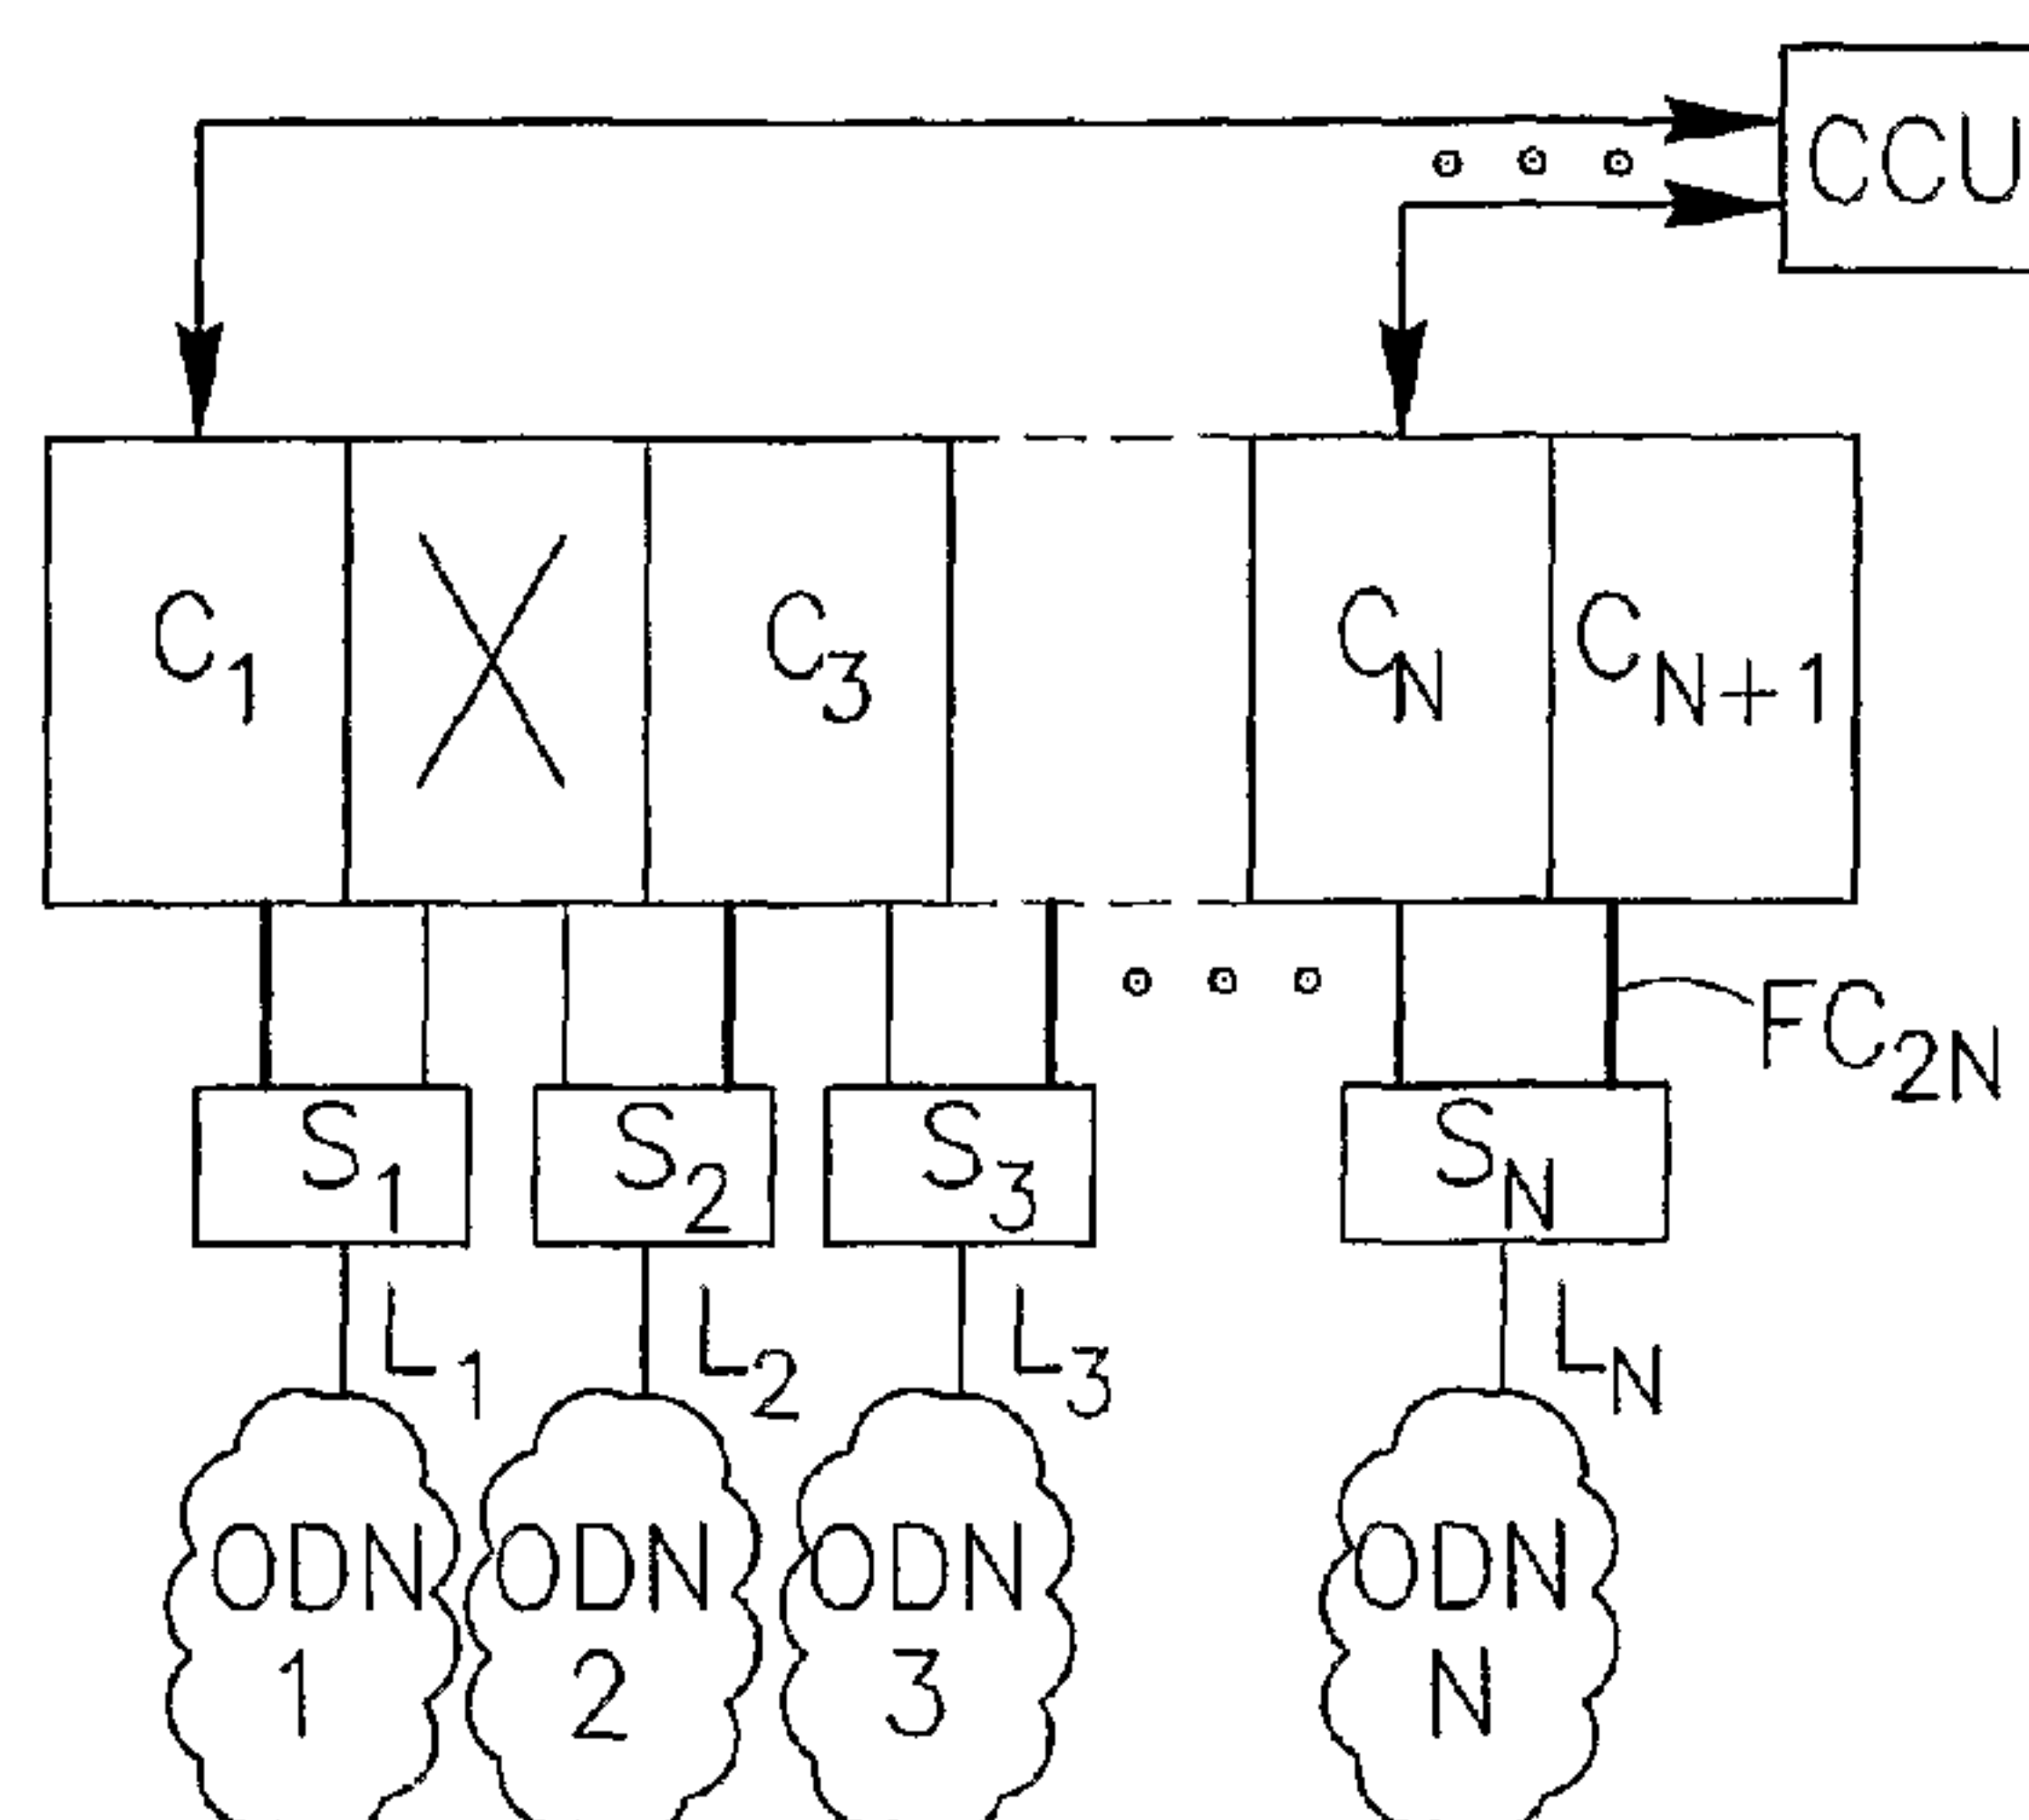 CCU
C1 X C3 CN CN+1
FC2N
S1 S2 S3 SN
L1 L2 L3 LN
ODN ODN ODN ODN
1 2 3 N